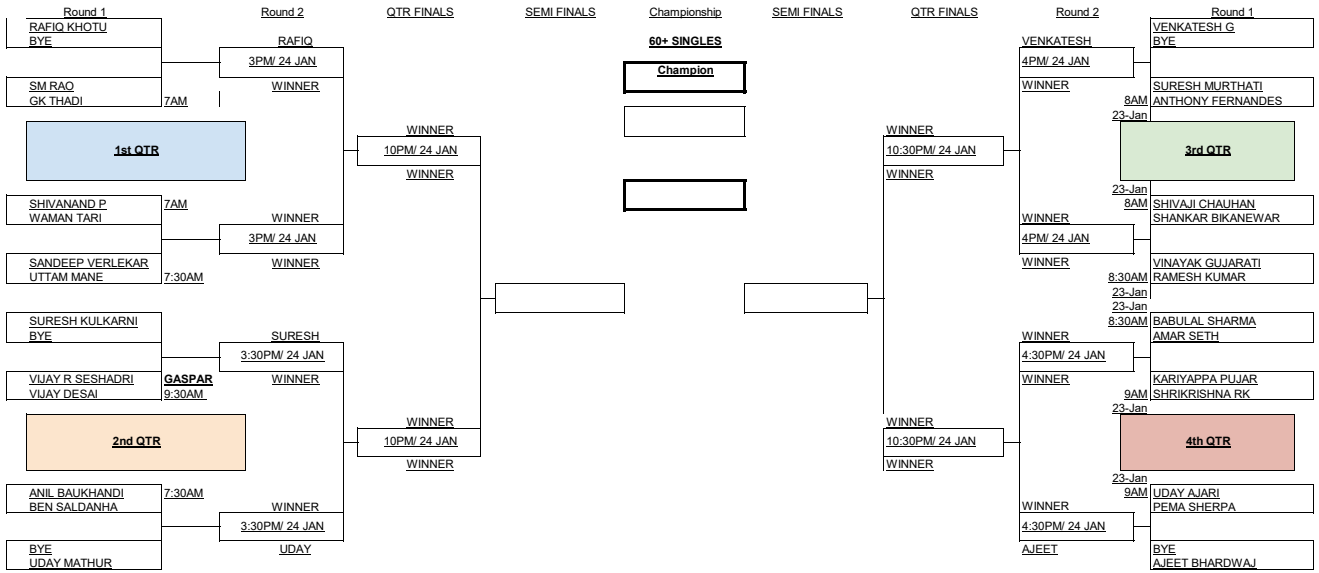 Round 1 Round 2 QTR FINALS SEMI FINALS Championship SEMI FINALS QTR FINALS Round 2 Round 1
RAFIQ KHOTU VENKATESH G
BYE RAFIQ 60+ SINGLES VENKATESH BYE
3PM/ 24 JAN Champion 4PM/ 24 JAN
SM RAO WINNER WINNER SURESH MURTHATI
GK THADI 7AM 8AM ANTHONY FERNANDES
23-Jan
WINNER WINNER
1st QTR 10PM/ 24 JAN 10:30PM/ 24 JAN 3rd QTR
WINNER WINNER
23-Jan
SHIVANAND P 7AM 8AM SHIVAJI CHAUHAN
WAMAN TARI WINNER WINNER SHANKAR BIKANEWAR
3PM/ 24 JAN 4PM/ 24 JAN
SANDEEP VERLEKAR WINNER WINNER VINAYAK GUJARATI
UTTAM MANE 7:30AM 8:30AM RAMESH KUMAR
23-Jan
23-Jan
SURESH KULKARNI 8:30AM BABULAL SHARMA
BYE SURESH WINNER AMAR SETH
3:30PM/ 24 JAN 4:30PM/ 24 JAN
VIJAY R SESHADRI GASPAR WINNER WINNER KARIYAPPA PUJAR
VIJAY DESAI 9:30AM 9AM SHRIKRISHNA RK
23-Jan
WINNER WINNER
2nd QTR 10PM/ 24 JAN 10:30PM/ 24 JAN 4th QTR
WINNER WINNER
23-Jan
ANIL BAUKHANDI 7:30AM 9AM UDAY AJARI
BEN SALDANHA WINNER WINNER PEMA SHERPA
3:30PM/ 24 JAN 4:30PM/ 24 JAN
BYE UDAY AJEET BYE
UDAY MATHUR AJEET BHARDWAJ